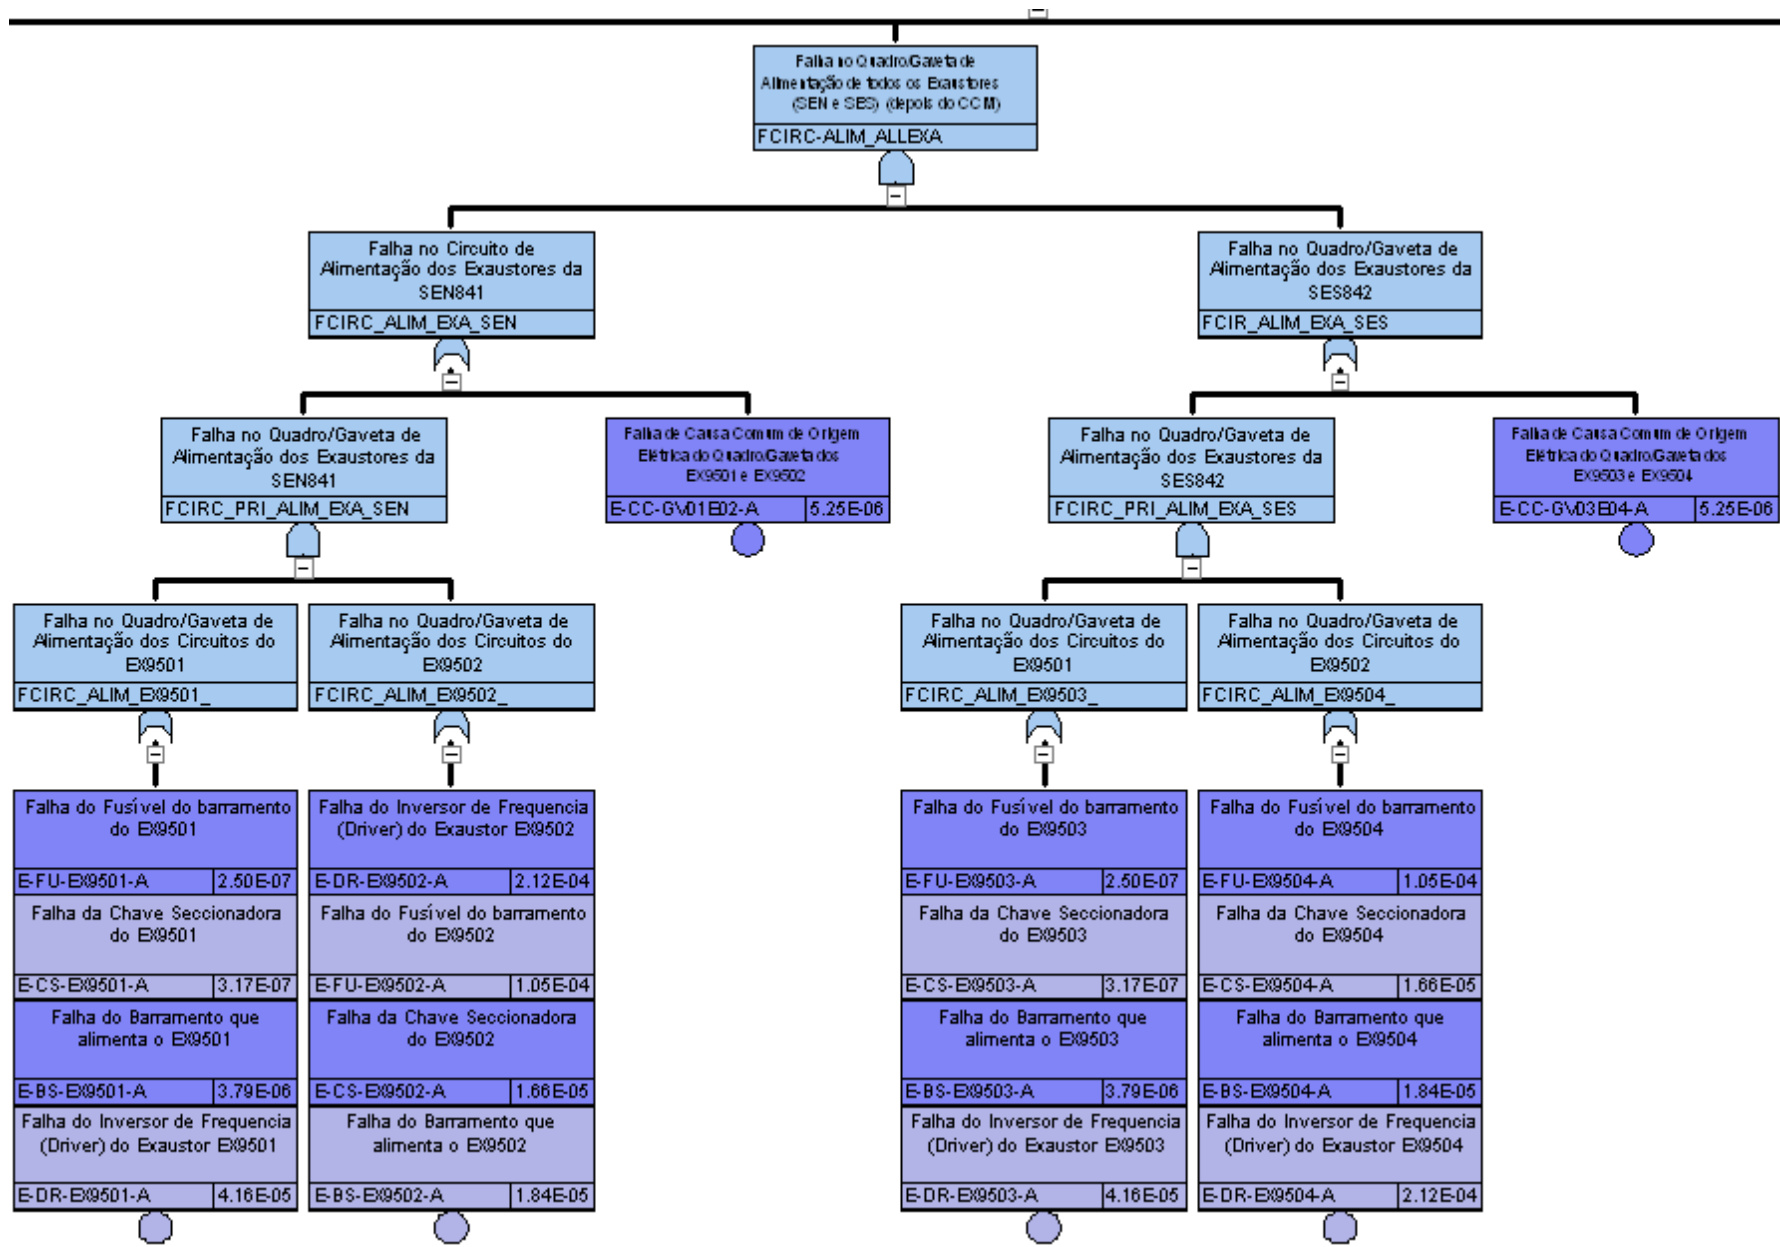 Falha no Quadro/Gaveta de
Alimentação de todos os Exaustores
(SEN e SES) (depois do CCM)
FCIRC-ALIM_ALLEXA
Falha no Circuito de
Alimentação dos Exaustores da
SEN841
FCIRC_ALIM_EXA_SEN
Falha no Quadro/Gaveta de
Alimentação dos Exaustores da
SES842
FCIR_ALIM_EXA_SES
Falha no Quadro/Gaveta de
Alimentação dos Exaustores da
SEN841
FCIRC_PRI_ALIM_EXA_SEN
Falha de Causa Comum de Origem
Elétrica do Quadro/Gaveta dos
EX9501 e EX9502
E-CC-GV01E02-A 5.25E-06
Falha no Quadro/Gaveta de
Alimentação dos Exaustores da
SES842
FCIRC_PRI_ALIM_EXA_SES
Falha de Causa Comum de Origem
Elétrica do Quadro/Gaveta dos
EX9503 e EX9504
E-CC-GV03E04-A 5.25E-06
Falha no Quadro/Gaveta de
Alimentação dos Circuitos do
EX9501
FCIRC_ALIM_EX9501_
Falha no Quadro/Gaveta de
Alimentação dos Circuitos do
EX9502
FCIRC_ALIM_EX9502_
Falha no Quadro/Gaveta de
Alimentação dos Circuitos do
EX9501
FCIRC_ALIM_EX9503_
Falha no Quadro/Gaveta de
Alimentação dos Circuitos do
EX9502
FCIRC_ALIM_EX9504_
Falha do Fusível do barramento
do EX9501
E-FU-EX9501-A 2.50E-07
Falha da Chave Seccionadora
do EX9501
E-CS-EX9501-A 3.17E-07
Falha do Barramento que
alimenta o EX9501
E-BS-EX9501-A 3.79E-06
Falha do Inversor de Frequencia
(Driver) do Exaustor EX9501
E-DR-EX9501-A 4.16E-05
Falha do Inversor de Frequencia
(Driver) do Exaustor EX9502
E-DR-EX9502-A 2.12E-04
Falha do Fusível do barramento
do EX9502
E-FU-EX9502-A 1.05E-04
Falha da Chave Seccionadora
do EX9502
E-CS-EX9502-A 1.66E-05
Falha do Barramento que
alimenta o EX9502
E-BS-EX9502-A 1.84E-05
Falha do Fusível do barramento
do EX9503
E-FU-EX9503-A 2.50E-07
Falha da Chave Seccionadora
do EX9503
E-CS-EX9503-A 3.17E-07
Falha do Barramento que
alimenta o EX9503
E-BS-EX9503-A 3.79E-06
Falha do Inversor de Frequencia
(Driver) do Exaustor EX9503
E-DR-EX9503-A 4.16E-05
Falha do Fusível do barramento
do EX9504
E-FU-EX9504-A 1.05E-04
Falha da Chave Seccionadora
do EX9504
E-CS-EX9504-A 1.66E-05
Falha do Barramento que
alimenta o EX9504
E-BS-EX9504-A 1.84E-05
Falha do Inversor de Frequencia
(Driver) do Exaustor EX9504
E-DR-EX9504-A 2.12E-04